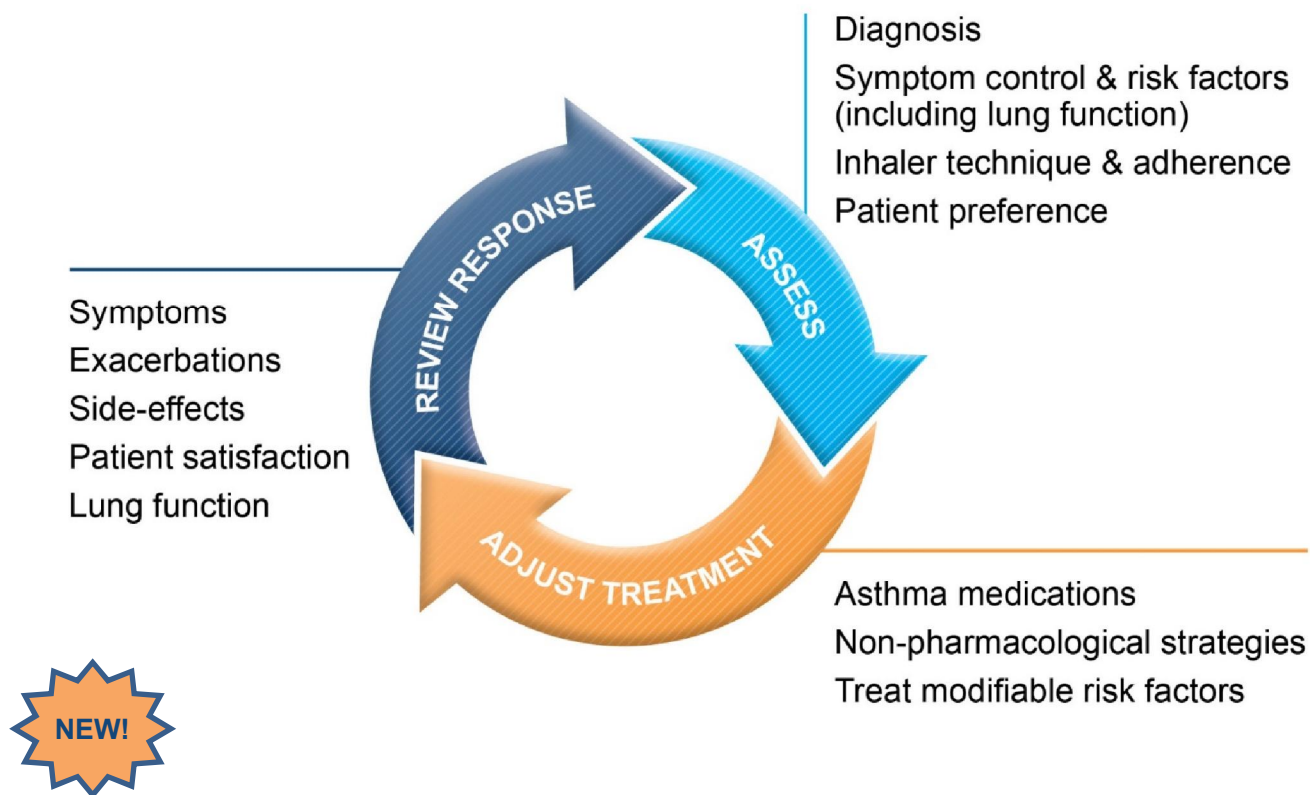 Diagnosis
Symptom control & risk factors
(including lung function)
Inhaler technique & adherence
Patient preference
REVIEW RESPONSE
ASSESS
Symptoms
Exacerbations
Side-effects
Patient satisfaction
Lung function
ADJUST TREATMENT
Asthma medications
Non-pharmacological strategies
Treat modifiable risk factors
NEW!